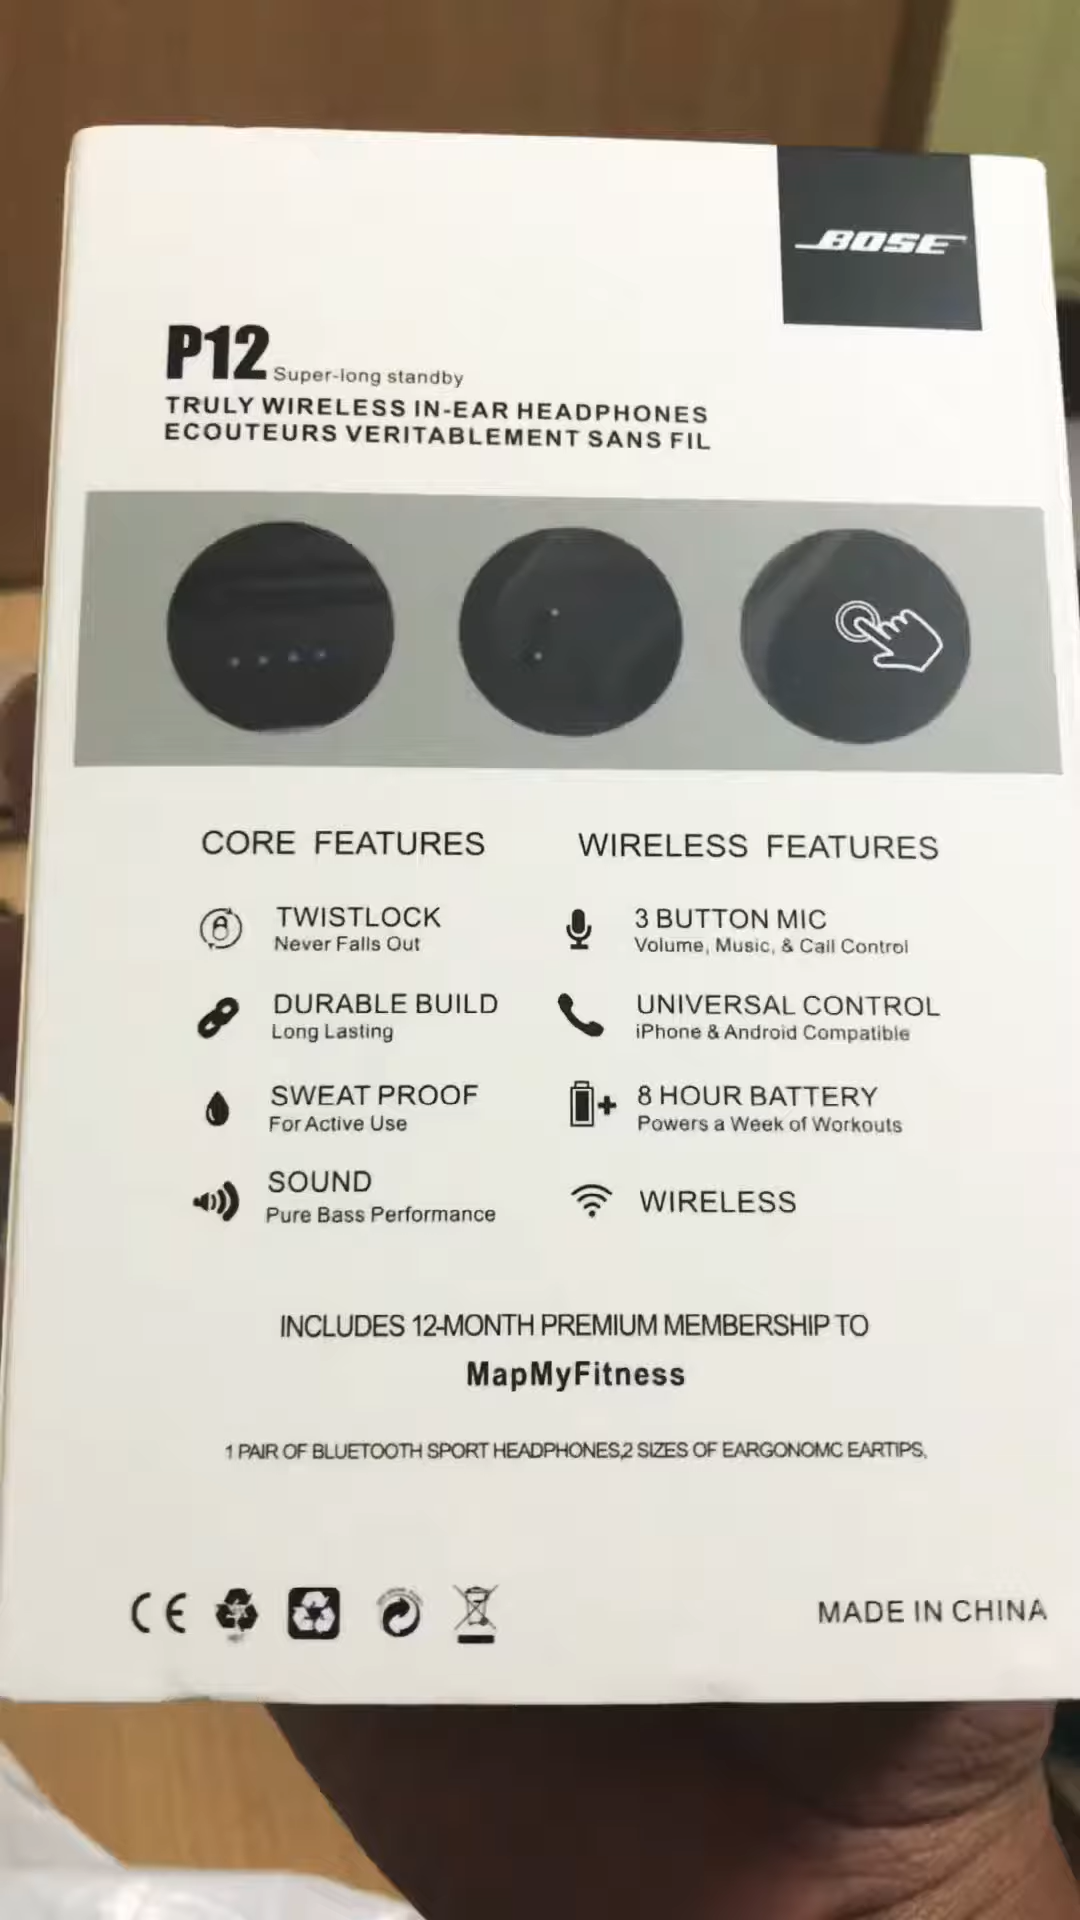 BOSE
P12 Super-long standby
TRULY WIRELESS IN-EAR HEADPHONES
ECOUTEURS VERITABLEMENT SANS FIL
CORE FEATURES
TWISTLOCK
Never Falls Out
DURABLE BUILD
Long Lasting
SWEAT PROOF
For Active Use
SOUND
Pure Bass Performance
WIRELESS FEATURES
3 BUTTON MIC
Volume, Music, & Call Control
UNIVERSAL CONTROL
iPhone & Android Compatible
8 HOUR BATTERY
Powers a Week of Workouts
WIRELESS
INCLUDES 12-MONTH PREMIUM MEMBERSHIP TO
MapMyFitness
1 PAIR OF BLUETOOTH SPORT HEADPHONES,2 SIZES OF EARGONOMC EARTIPS,
CE
MADE IN CHINA